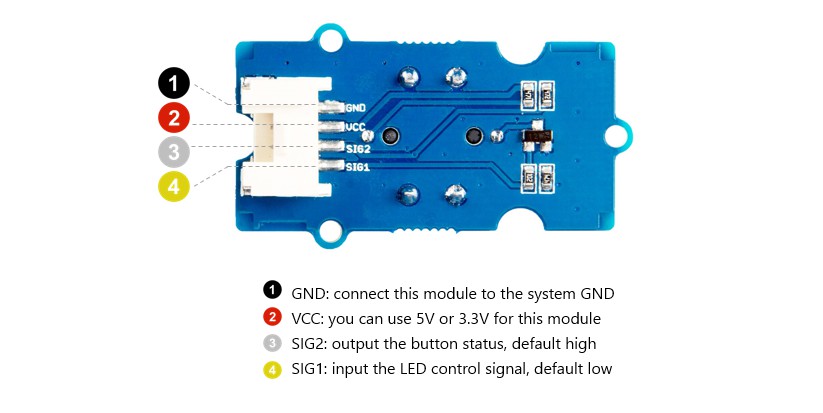 1
GND
2
VCC
3
SIG2
4
SIG1
1 GND: connect this module to the system GND
2 VCC: you can use 5V or 3.3V for this module
3 SIG2: output the button status, default high
4 SIG1: input the LED control signal, default low